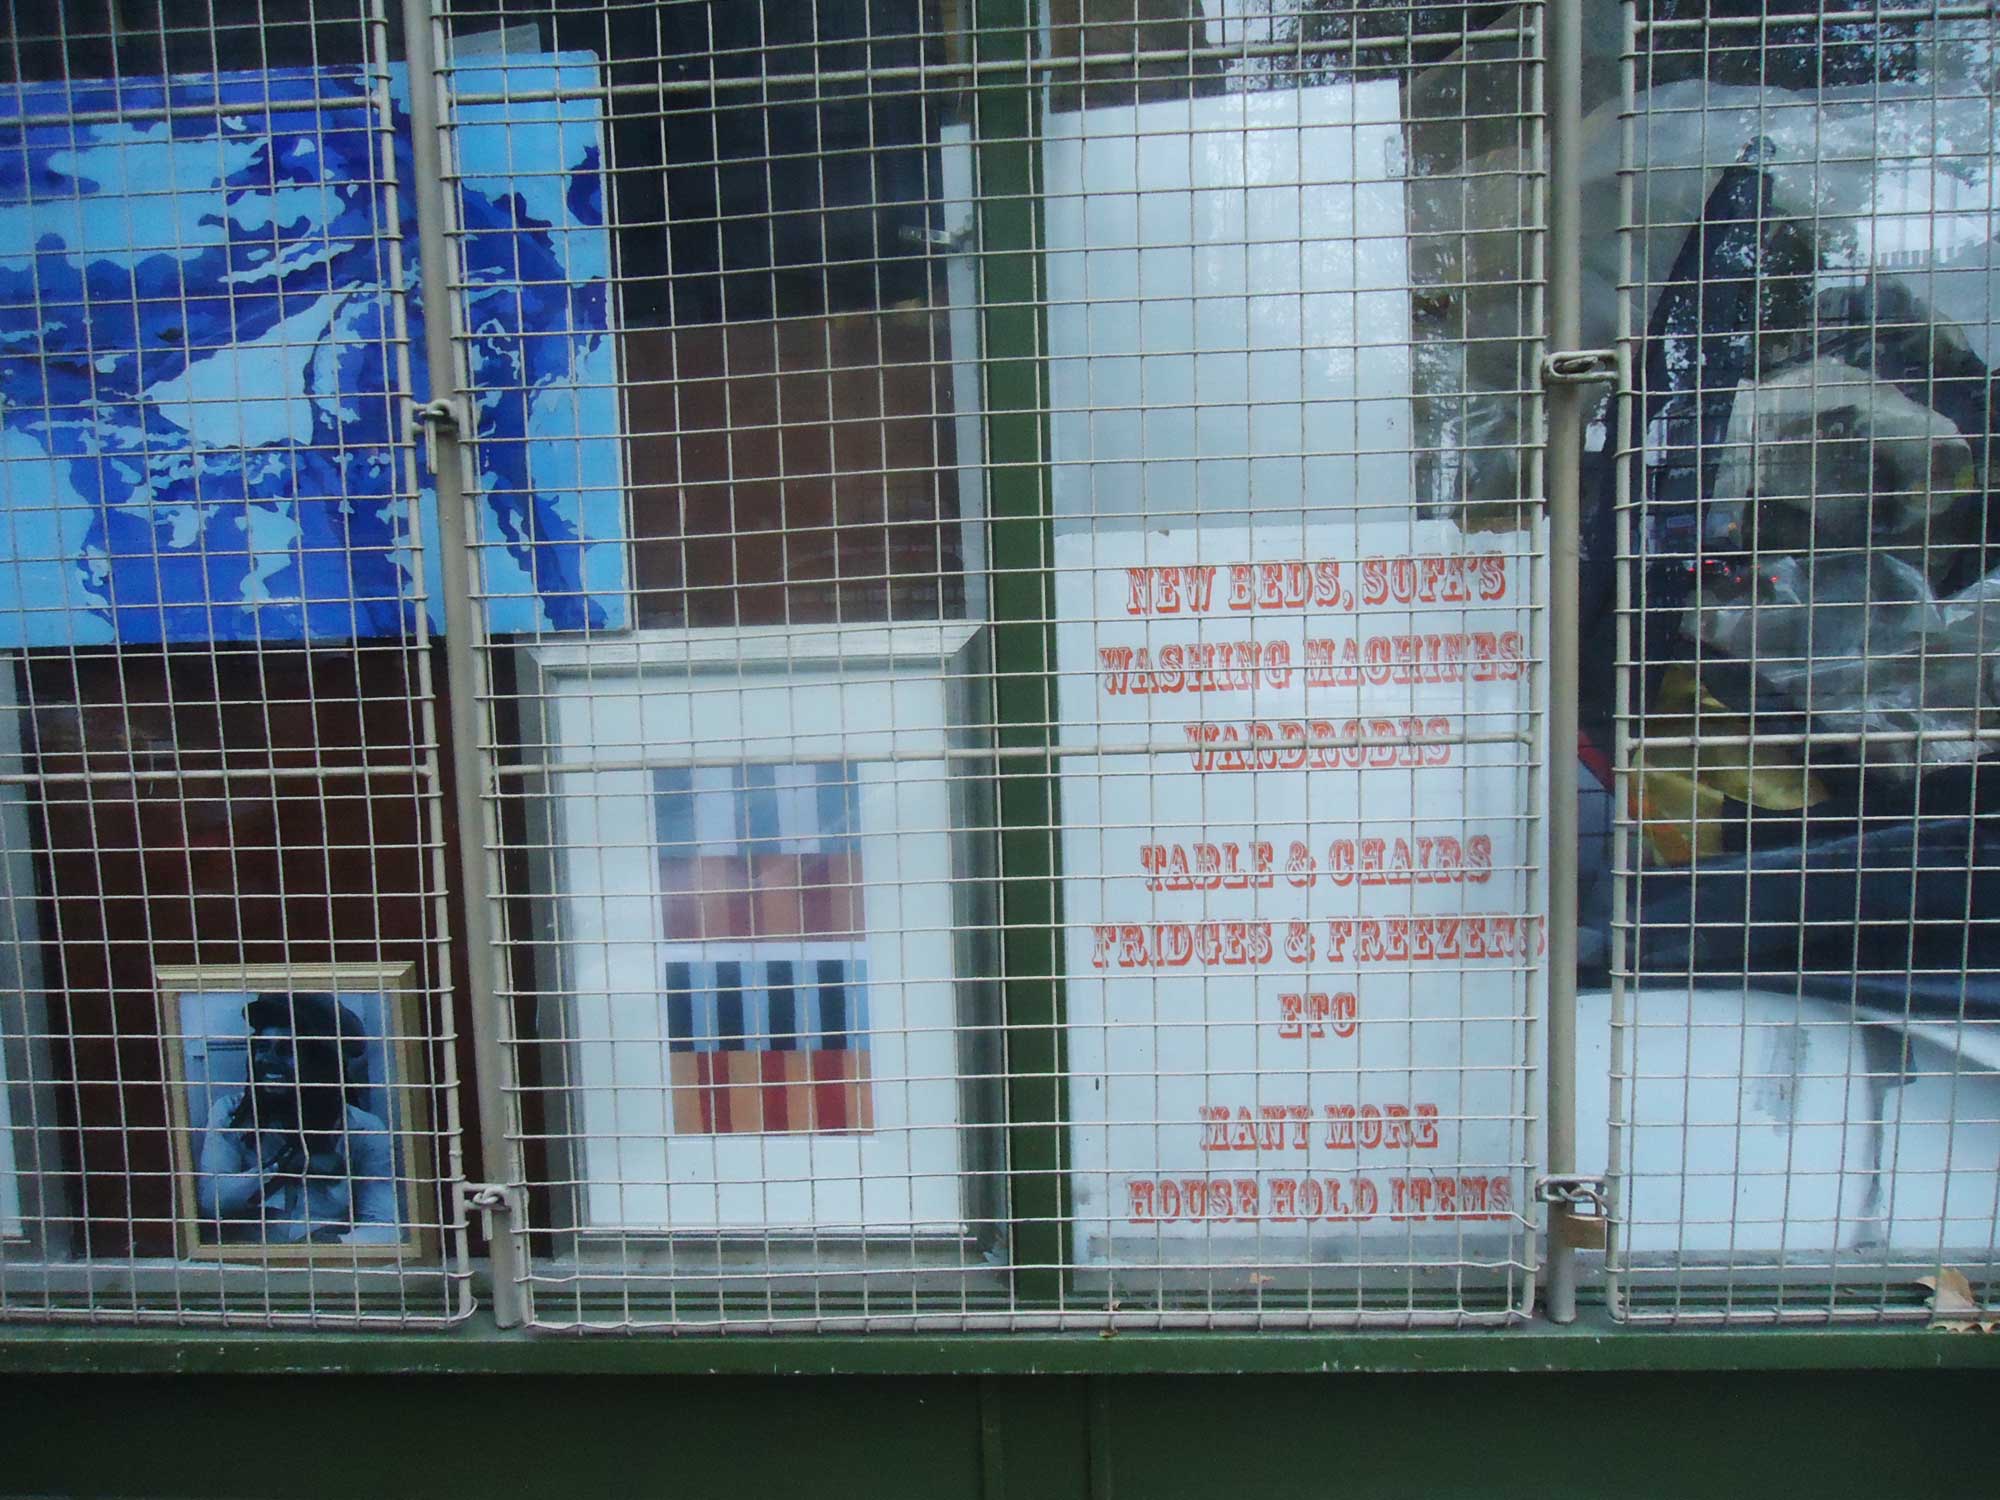 NEW BEDS, SOFA'S
WASHING MACHINES,
WARDROBES
TABLE & CHAIRS
FRIDGES & FREEZERS
ETC
MANY MORE
HOUSE HOLD ITEMS